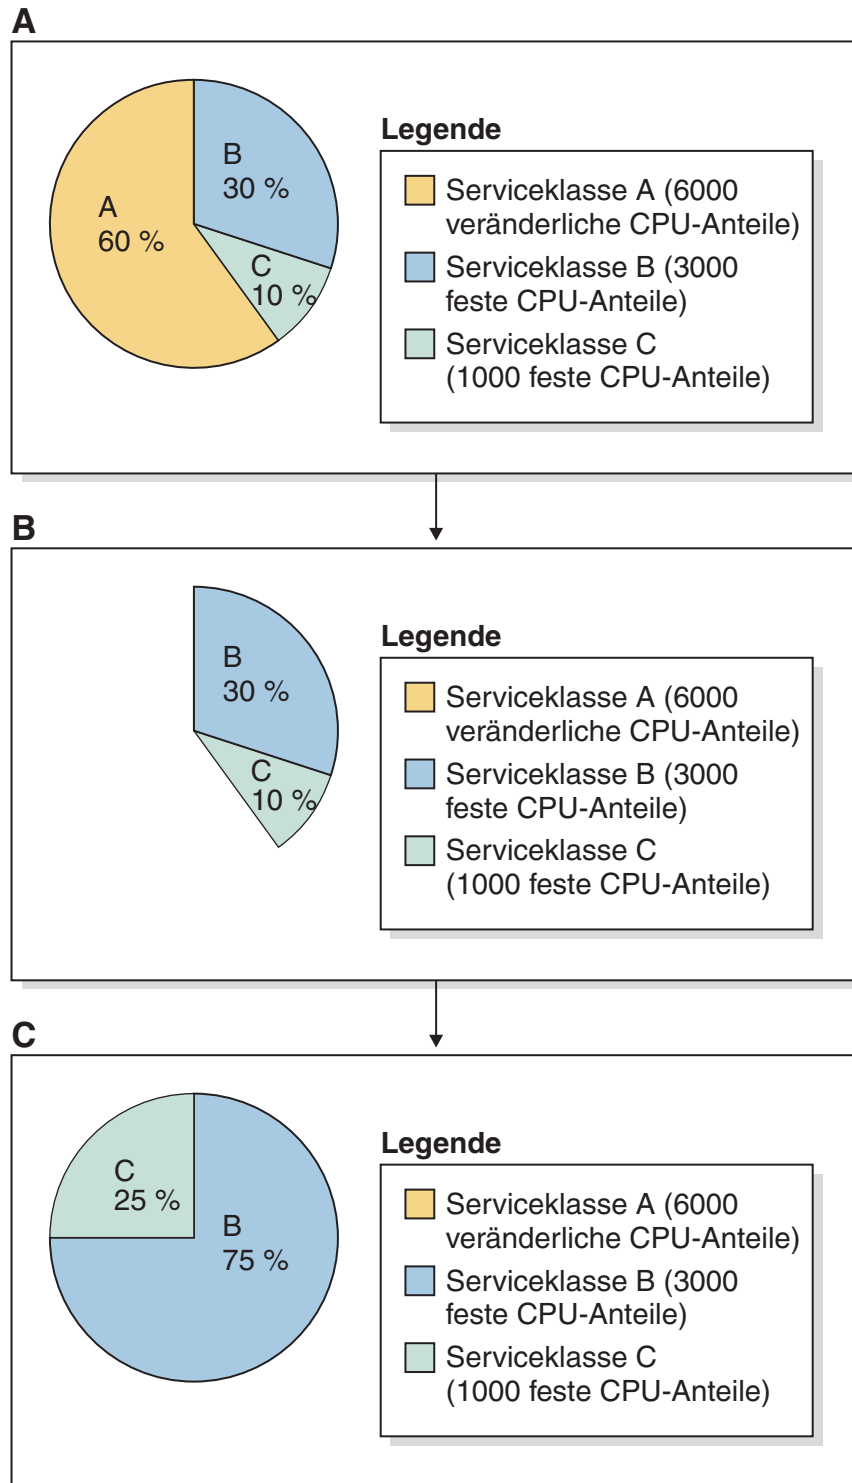 A
A
60 %
B
30 %
C
10 %
Legende
Serviceklasse A (6000
veränderliche CPU-Anteile)
Serviceklasse B (3000
feste CPU-Anteile)
Serviceklasse C
(1000 feste CPU-Anteile)
B
B
30 %
C
10 %
Legende
Serviceklasse A (6000
veränderliche CPU-Anteile)
Serviceklasse B (3000
feste CPU-Anteile)
Serviceklasse C
(1000 feste CPU-Anteile)
C
C
25 %
B
75 %
Legende
Serviceklasse A (6000
veränderliche CPU-Anteile)
Serviceklasse B (3000
feste CPU-Anteile)
Serviceklasse C
(1000 feste CPU-Anteile)